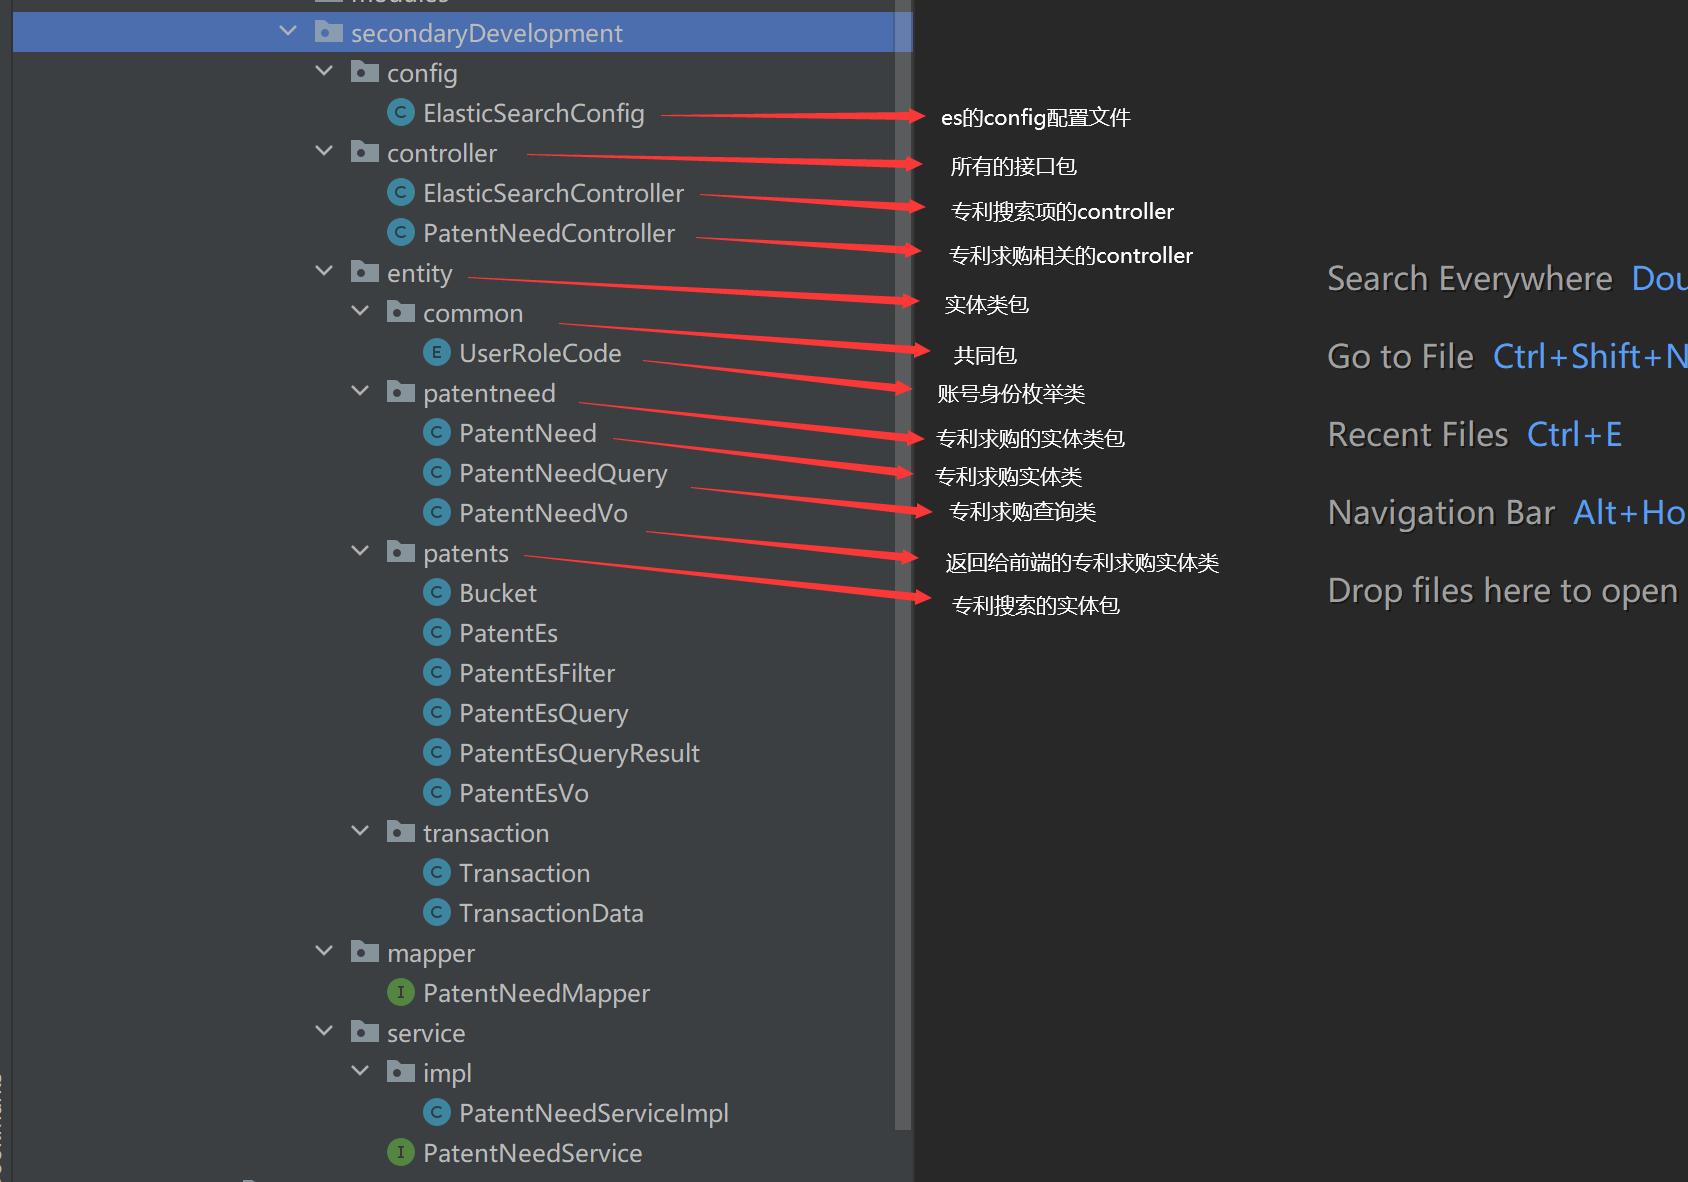 secondaryDevelopment
config
ElasticSearchConfig
controller
ElasticSearchController
PatentNeedController
entity
common
UserRoleCode
patentneed
PatentNeed
PatentNeedQuery
PatentNeedVo
patents
Bucket
PatentEs
PatentEsFilter
PatentEsQuery
PatentEsQueryResult
PatentEsVo
transaction
Transaction
TransactionData
mapper
PatentNeedMapper
service
impl
PatentNeedServiceImpl
PatentNeedService
es的config配置文件
所有的接口包
专利搜索项的controller
专利求购相关的controller
实体类包
共同包
账号身份枚举类
专利求购的实体类包
专利求购实体类
专利求购查询类
返回给前端的专利求购实体类
专利搜索的实体包
Search Everywhere Dou
Go to File Ctrl+Shift+N
Recent Files Ctrl+E
Navigation Bar Alt+Ho
Drop files here to open